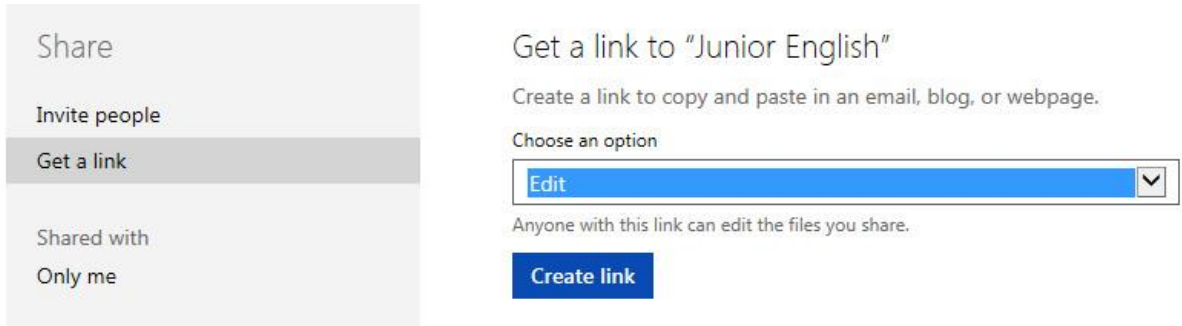 Share
Invite people
Get a link
Shared with
Only me
Get a link to “Junior English”
Create a link to copy and paste in an email, blog, or webpage.
Choose an option
Edit
Anyone with this link can edit the files you share.
Create link